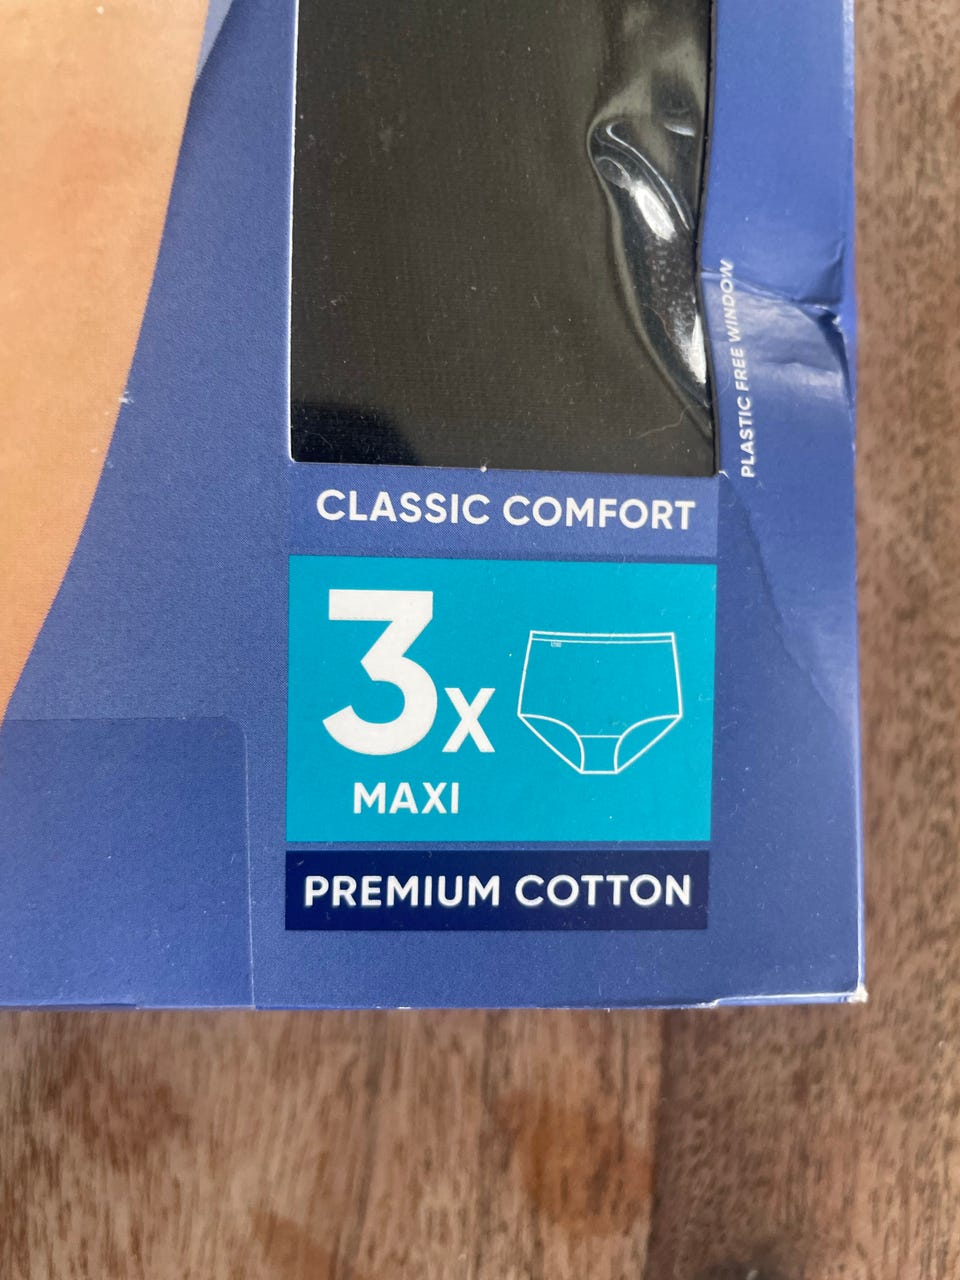 PLASTIC FREE WINDOW
CLASSIC COMFORT
3x
MAXI
PREMIUM COTTON